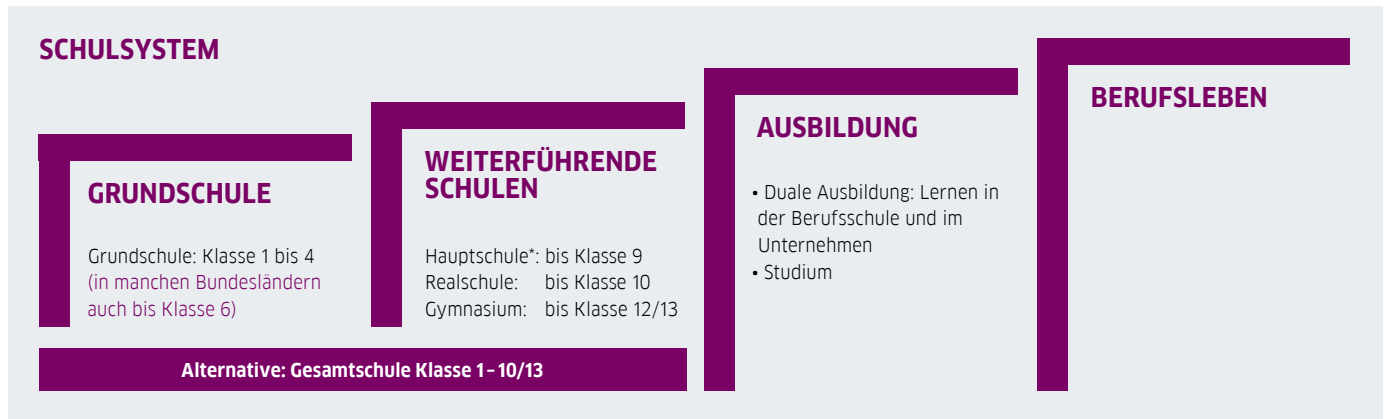 SCHULSYSTEM
GRUNDSCHULE
Grundschule: Klasse 1 bis 4
(in manchen Bundesländern
auch bis Klasse 6)
WEITERFÜHRENDE
SCHULEN
Hauptschule*: bis Klasse 9
Realschule: bis Klasse 10
Gymnasium: bis Klasse 12/13
Alternative: Gesamtschule Klasse 1–10/13
AUSBILDUNG
• Duale Ausbildung: Lernen in
der Berufsschule und im
Unternehmen
• Studium
BERUFSLEBEN